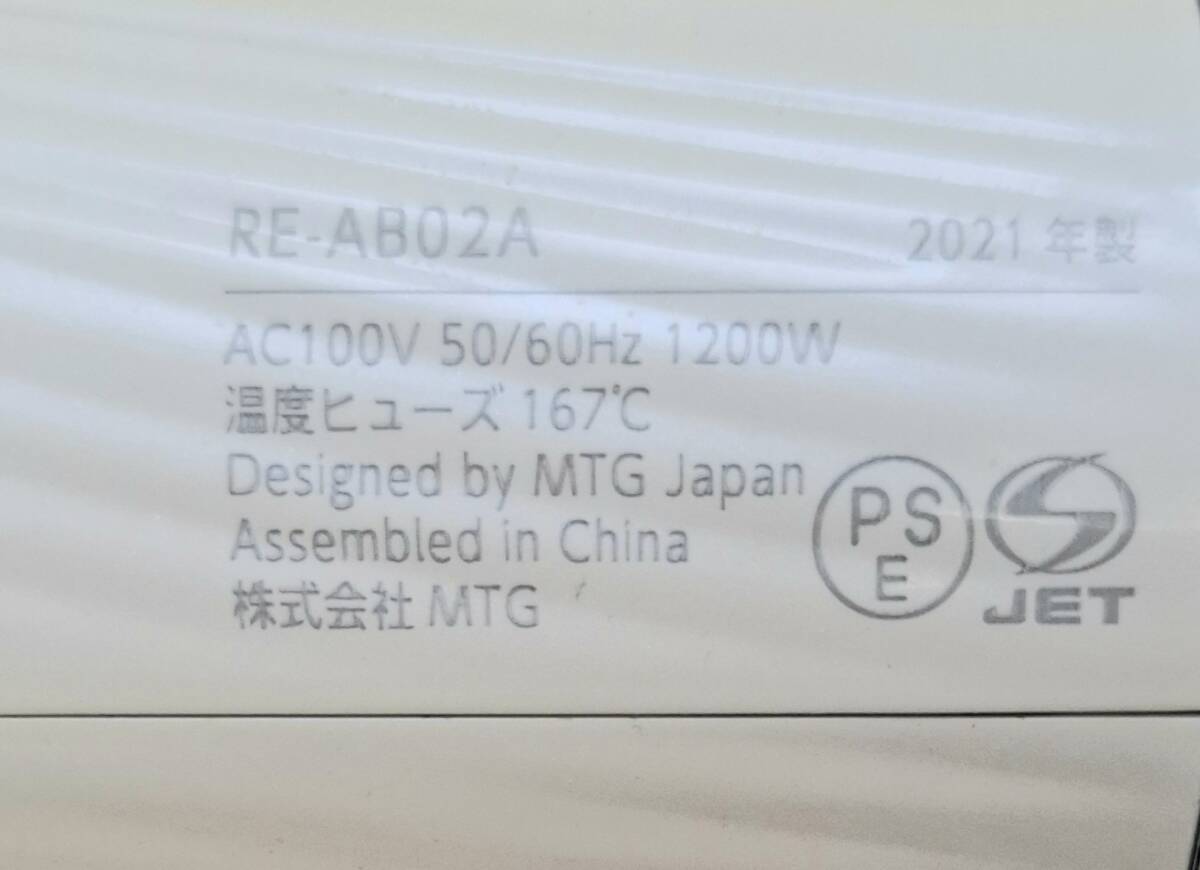 RE-AB02A 2021 年製
AC100V 50/60Hz 1200W
温度ヒューズ 167℃
Designed by MTG Japan
Assembled in China
株式会社 MTG
PS
E
JET